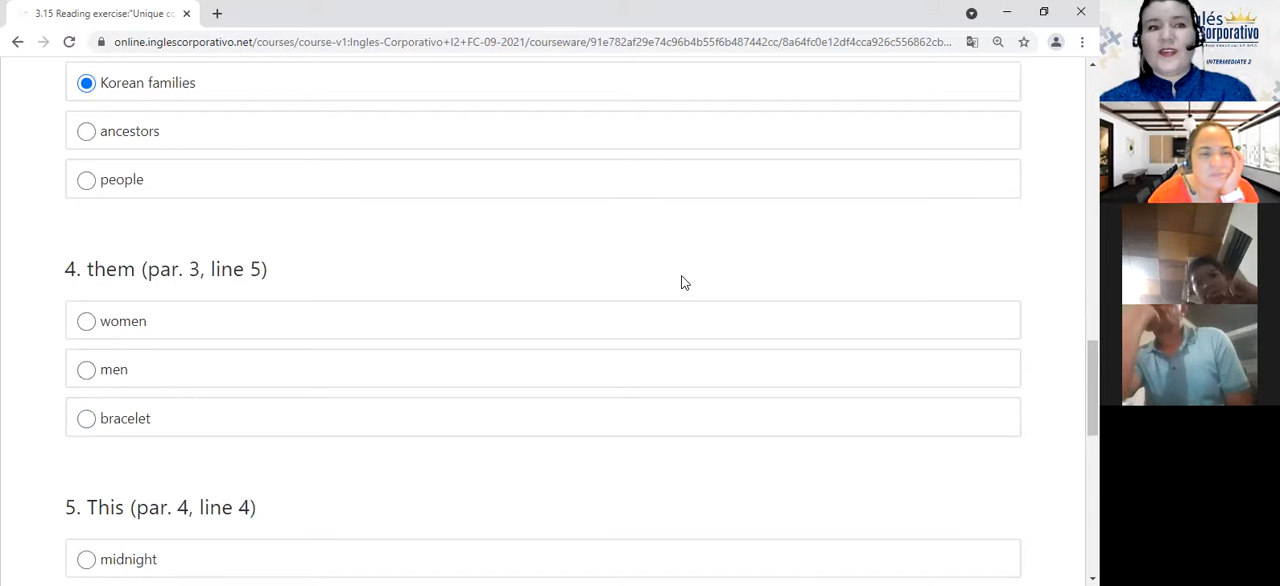 3.15 Reading exercise:"Unique co
online.inglescorporativo.net/courses/course-v1:Ingles-Corporativo+I2+FC-09-2021/courseware/91e782af29e74c96b4b55f6b487442cc/8a64fc0e12df4cca926c556862cb...
Korean families
ancestors
people
4. them (par. 3, line 5)
women
men
bracelet
5. This (par. 4, line 4)
midnight
INTERMEDIATE 2